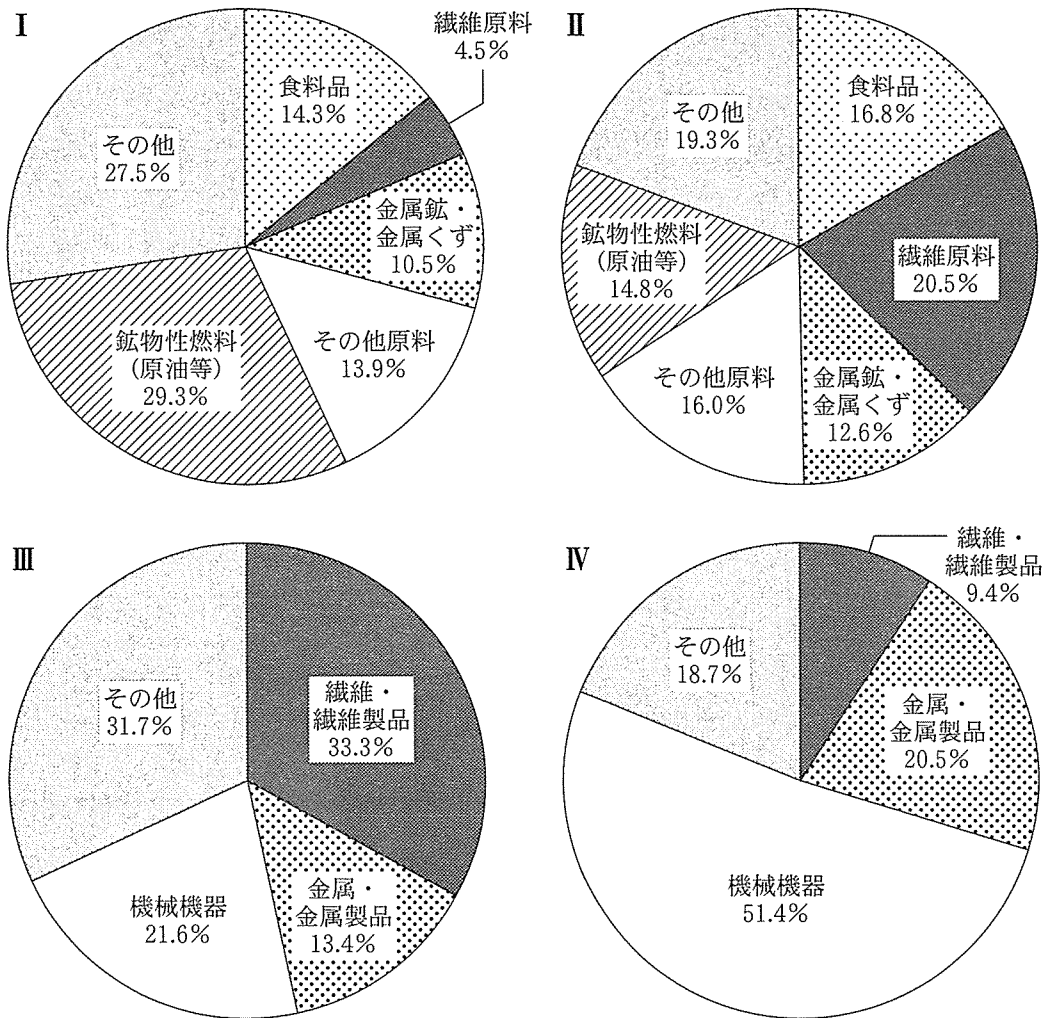 Ⅰ
繊維原料
4.5%
食料品
14.3%
その他
27.5%
金属鉱・
金属くず
10.5%
鉱物性燃料
(原油等)
29.3%
その他原料
13.9%
Ⅱ
食料品
16.8%
その他
19.3%
繊維原料
20.5%
鉱物性燃料
(原油等)
14.8%
その他原料
16.0%
金属鉱・
金属くず
12.6%
Ⅲ
その他
31.7%
繊維・
繊維製品
33.3%
機械機器
21.6%
金属・
金属製品
13.4%
Ⅳ
繊維・
繊維製品
9.4%
その他
18.7%
金属・
金属製品
20.5%
機械機器
51.4%